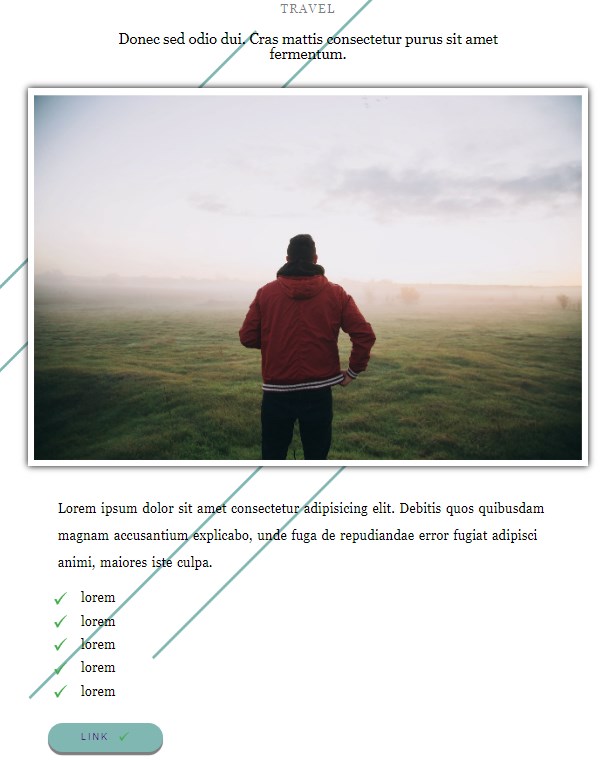 TRAVEL
Donec sed odio dui. Cras mattis consectetur purus sit amet
fermentum.
Lorem ipsum dolor sit amet consectetur adipisicing elit. Debitis quos quibusdam
magnam accusantium explicabo, unde fuga de repudiandae error fugiat adipisci
animi, maiores iste culpa.
lorem
lorem
lorem
lorem
lorem
LINK